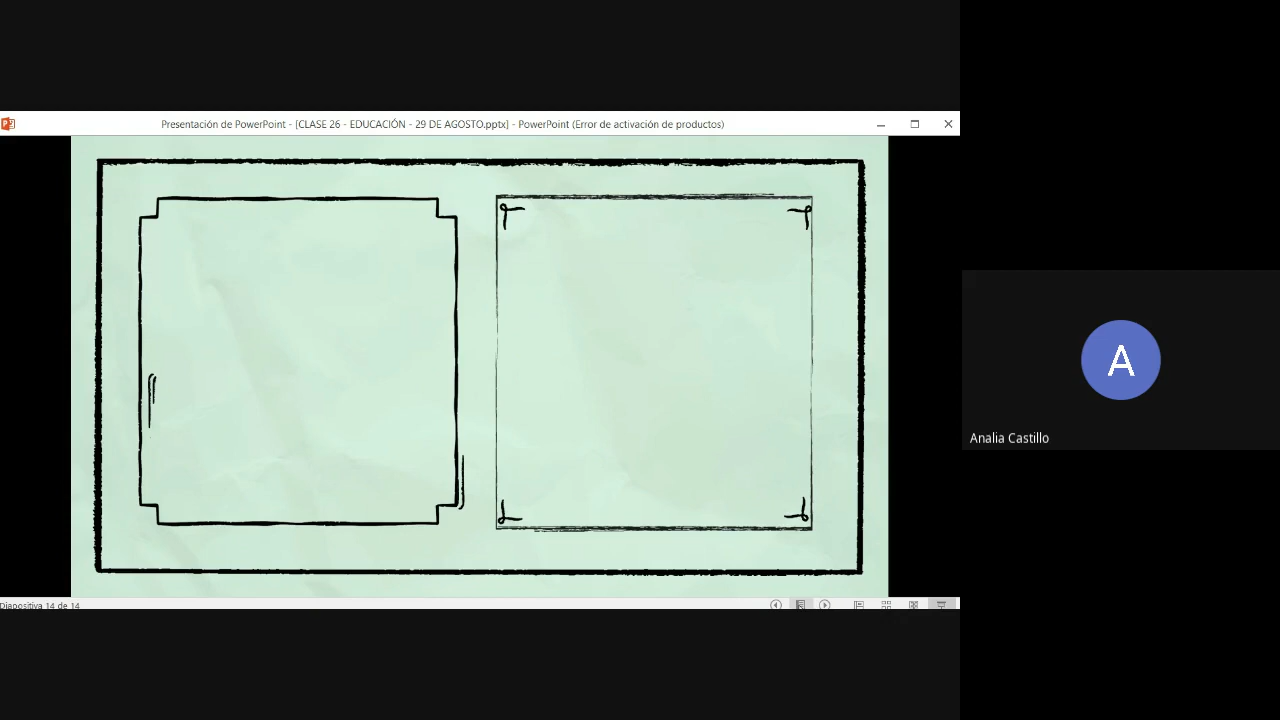 Presentación de PowerPoint - [CLASE 26 - EDUCACIÓN - 29 DE AGOSTO.pptx] - PowerPoint (Error de activación de productos)
A
Analia Castillo
Diapositiva 14 de 14